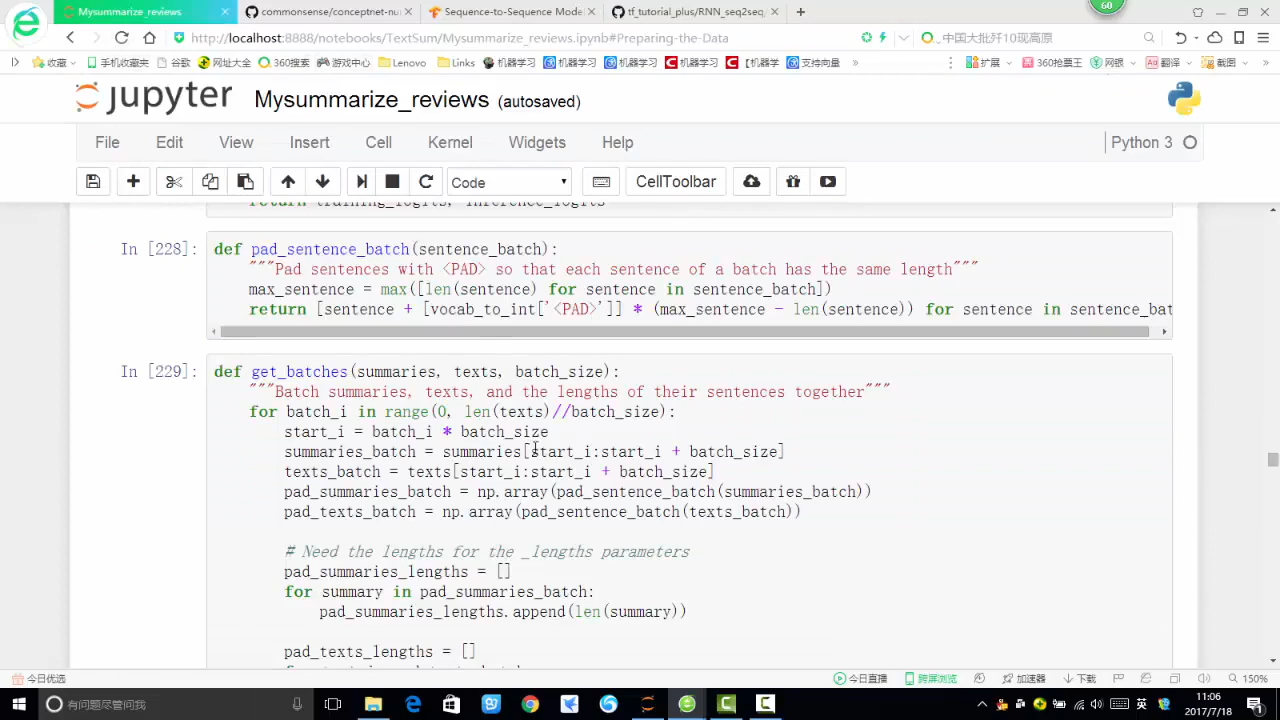 Mysummarize_reviews
commonsense/conceptnet-nu
Sequence-to-Sequence Mode
tf_tutorial_plus/RNN_seq2seq
60
http://localhost:8888/notebooks/TextSum/Mysummarize_reviews.ipynb#Preparing-the-Data
中国大批歼10现高原
收藏 手机收藏夹 谷歌 网址大全 360搜索 游戏中心 Lenovo Links 机器学习 机器学习 机器学习 机器学习 【机器学 支持向量 » 扩展 360抢票王 网银 翻译 截图 »
jupyter Mysummarize_reviews (autosaved)
File Edit View Insert Cell Kernel Widgets Help Python 3
Code CellToolbar
return training_logits, inference_logits
In [228]: def pad_sentence_batch(sentence_batch):
"""Pad sentences with <PAD> so that each sentence of a batch has the same length"""
max_sentence = max([len(sentence) for sentence in sentence_batch])
return [sentence + [vocab_to_int['<PAD>']] * (max_sentence - len(sentence)) for sentence in sentence_bat
In [229]: def get_batches(summaries, texts, batch_size):
"""Batch summaries, texts, and the lengths of their sentences together"""
for batch_i in range(0, len(texts)//batch_size):
start_i = batch_i * batch_size
summaries_batch = summaries[start_i:start_i + batch_size]
texts_batch = texts[start_i:start_i + batch_size]
pad_summaries_batch = np.array(pad_sentence_batch(summaries_batch))
pad_texts_batch = np.array(pad_sentence_batch(texts_batch))
# Need the lengths for the _lengths parameters
pad_summaries_lengths = []
for summary in pad_summaries_batch:
pad_summaries_lengths.append(len(summary))
pad_texts_lengths = []
今日优选 今日直播 跨屏浏览 加速器 下载 150%
有问题尽管问我 英 11:06
2017/7/18